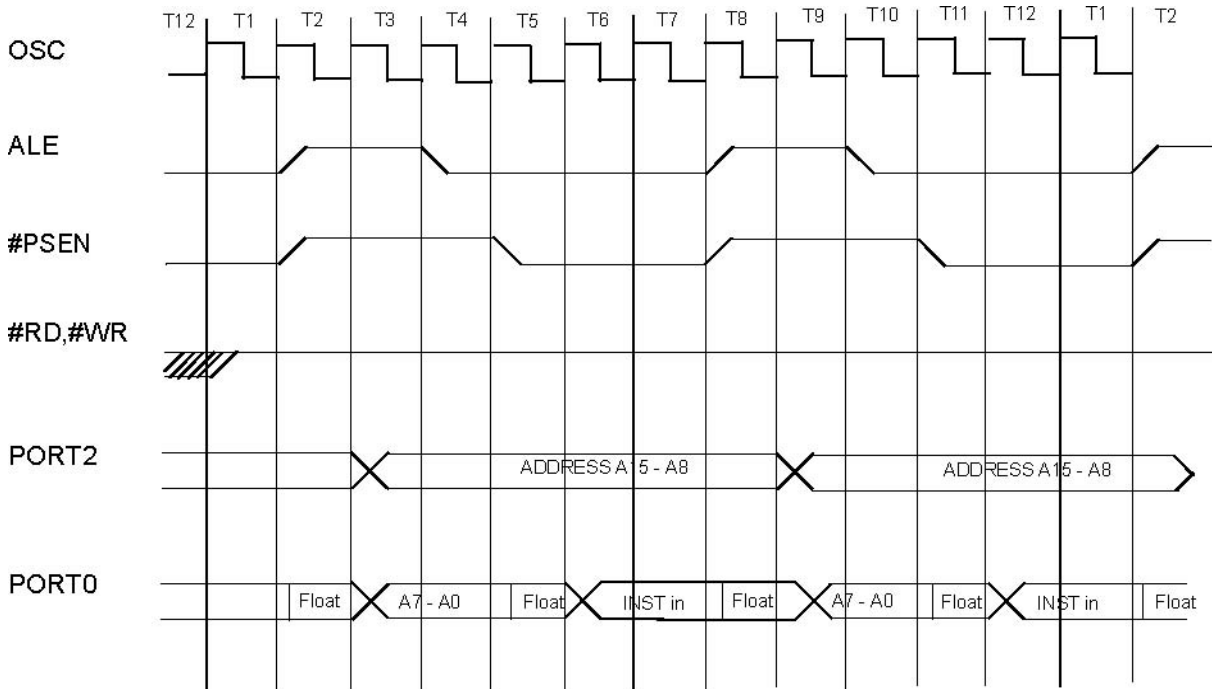 T12 T1 T2 T3 T4 T5 T6 T7 T8 T9 T10 T11 T12 T1 T2
OSC
ALE
#PSEN
#RD,#WR
PORT2 ADDRESS A15 - A8 ADDRESS A15 - A8
PORT0 Float A7 - A0 Float INST in Float A7 - A0 Float INST in Float